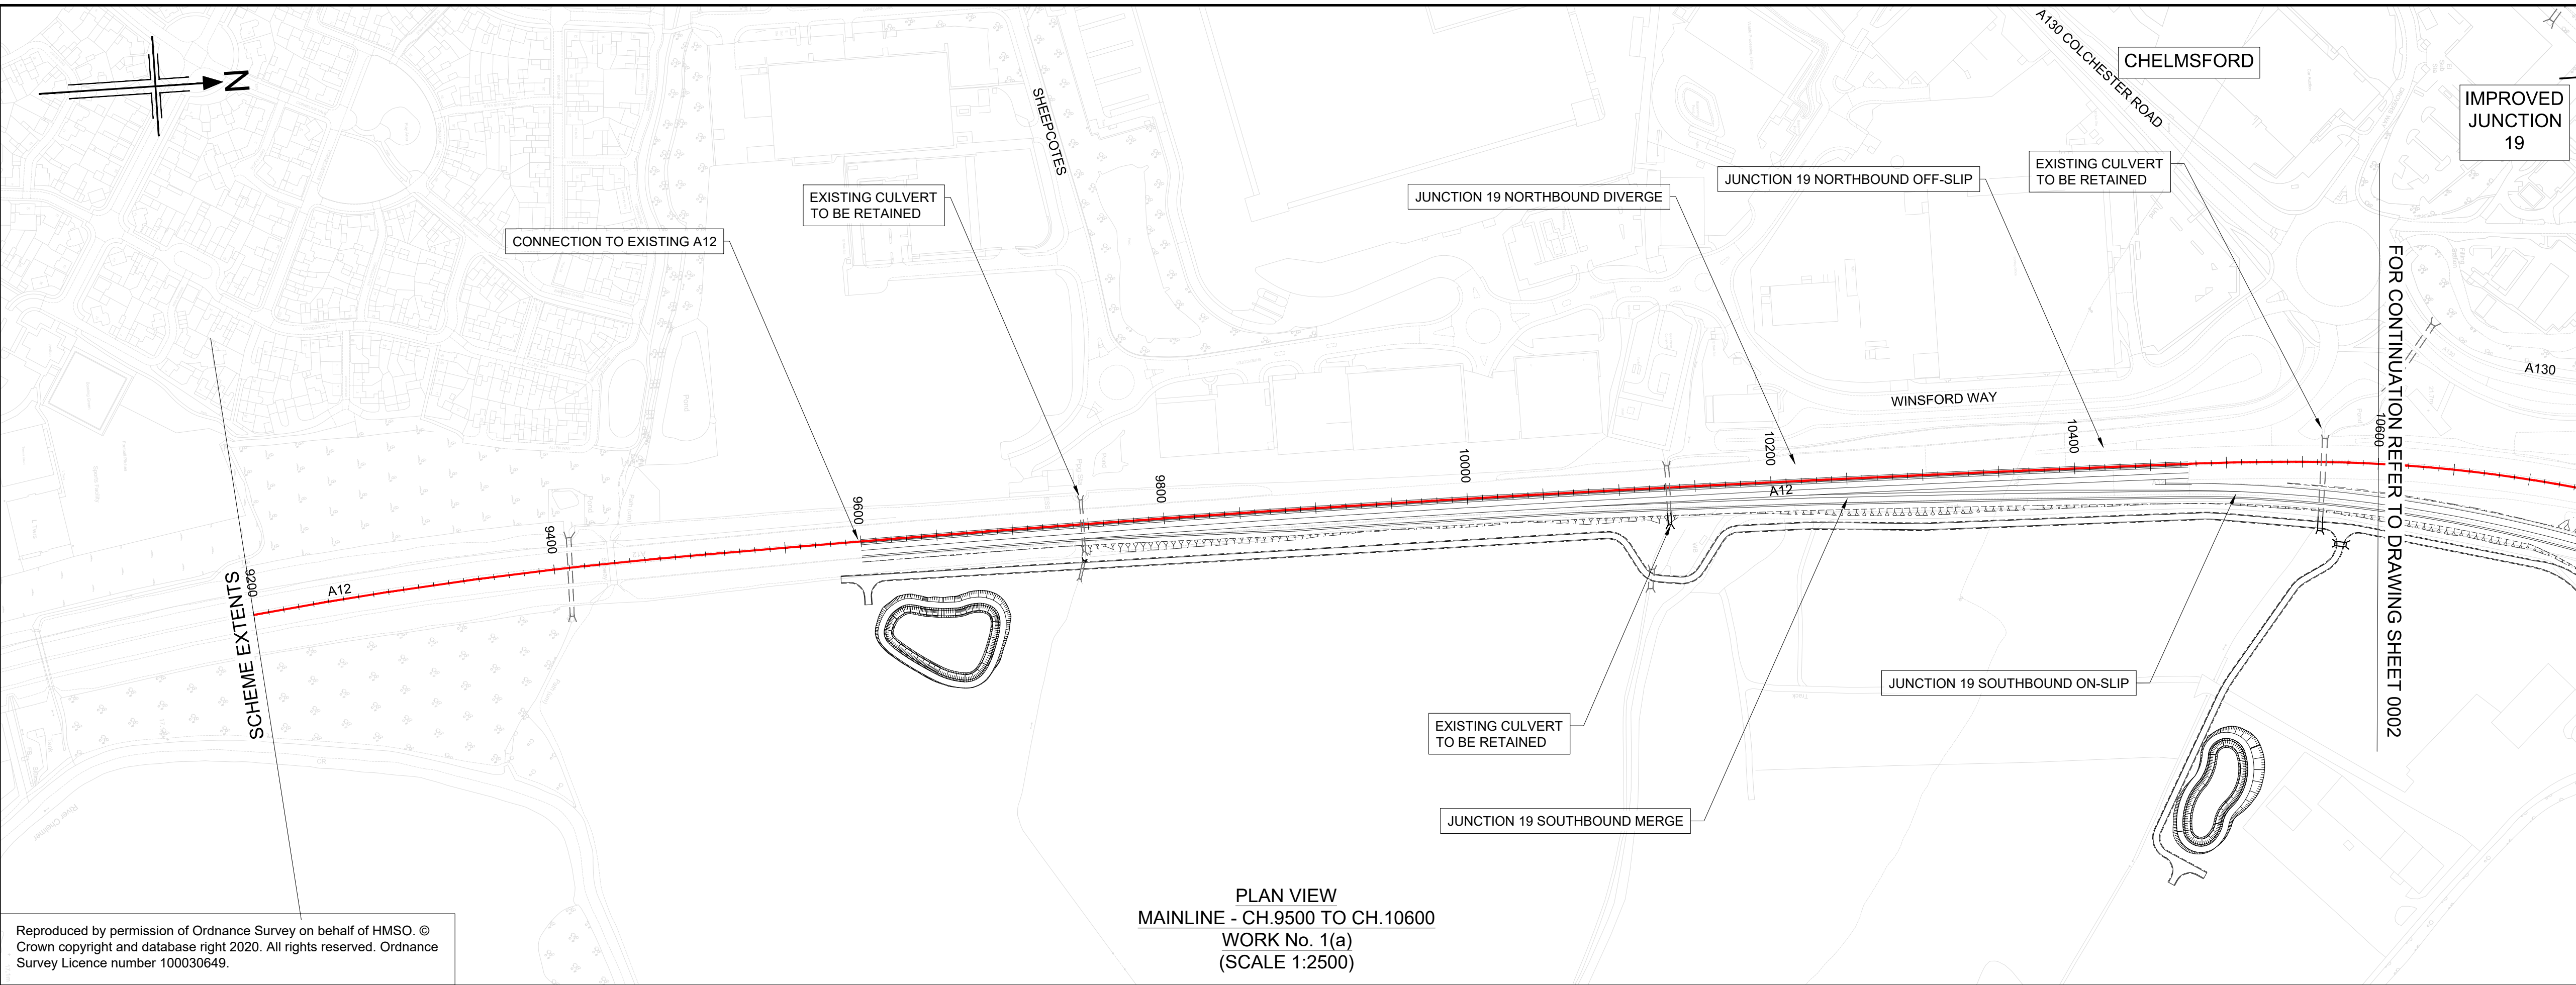 N
A130 COLCHESTER ROAD
CHELMSFORD
IMPROVED
JUNCTION
19
SHEEPCOTES
EXISTING CULVERT
TO BE RETAINED
JUNCTION 19 NORTHBOUND DIVERGE
JUNCTION 19 NORTHBOUND OFF-SLIP
EXISTING CULVERT
TO BE RETAINED
CONNECTION TO EXISTING A12
FOR CONTINUATION REFER TO DRAWING SHEET 0002
A130
WINSFORD WAY
Pond
9200
9400
9600
9800
10000
10200
10400
10600
A12
A12
SCHEME EXTENTS
JUNCTION 19 SOUTHBOUND ON-SLIP
EXISTING CULVERT
TO BE RETAINED
JUNCTION 19 SOUTHBOUND MERGE
River Chelmer
PLAN VIEW
MAINLINE - CH.9500 TO CH.10600
WORK No. 1(a)
(SCALE 1:2500)
Reproduced by permission of Ordnance Survey on behalf of HMSO. ©
Crown copyright and database right 2020. All rights reserved. Ordnance
Survey Licence number 100030649.